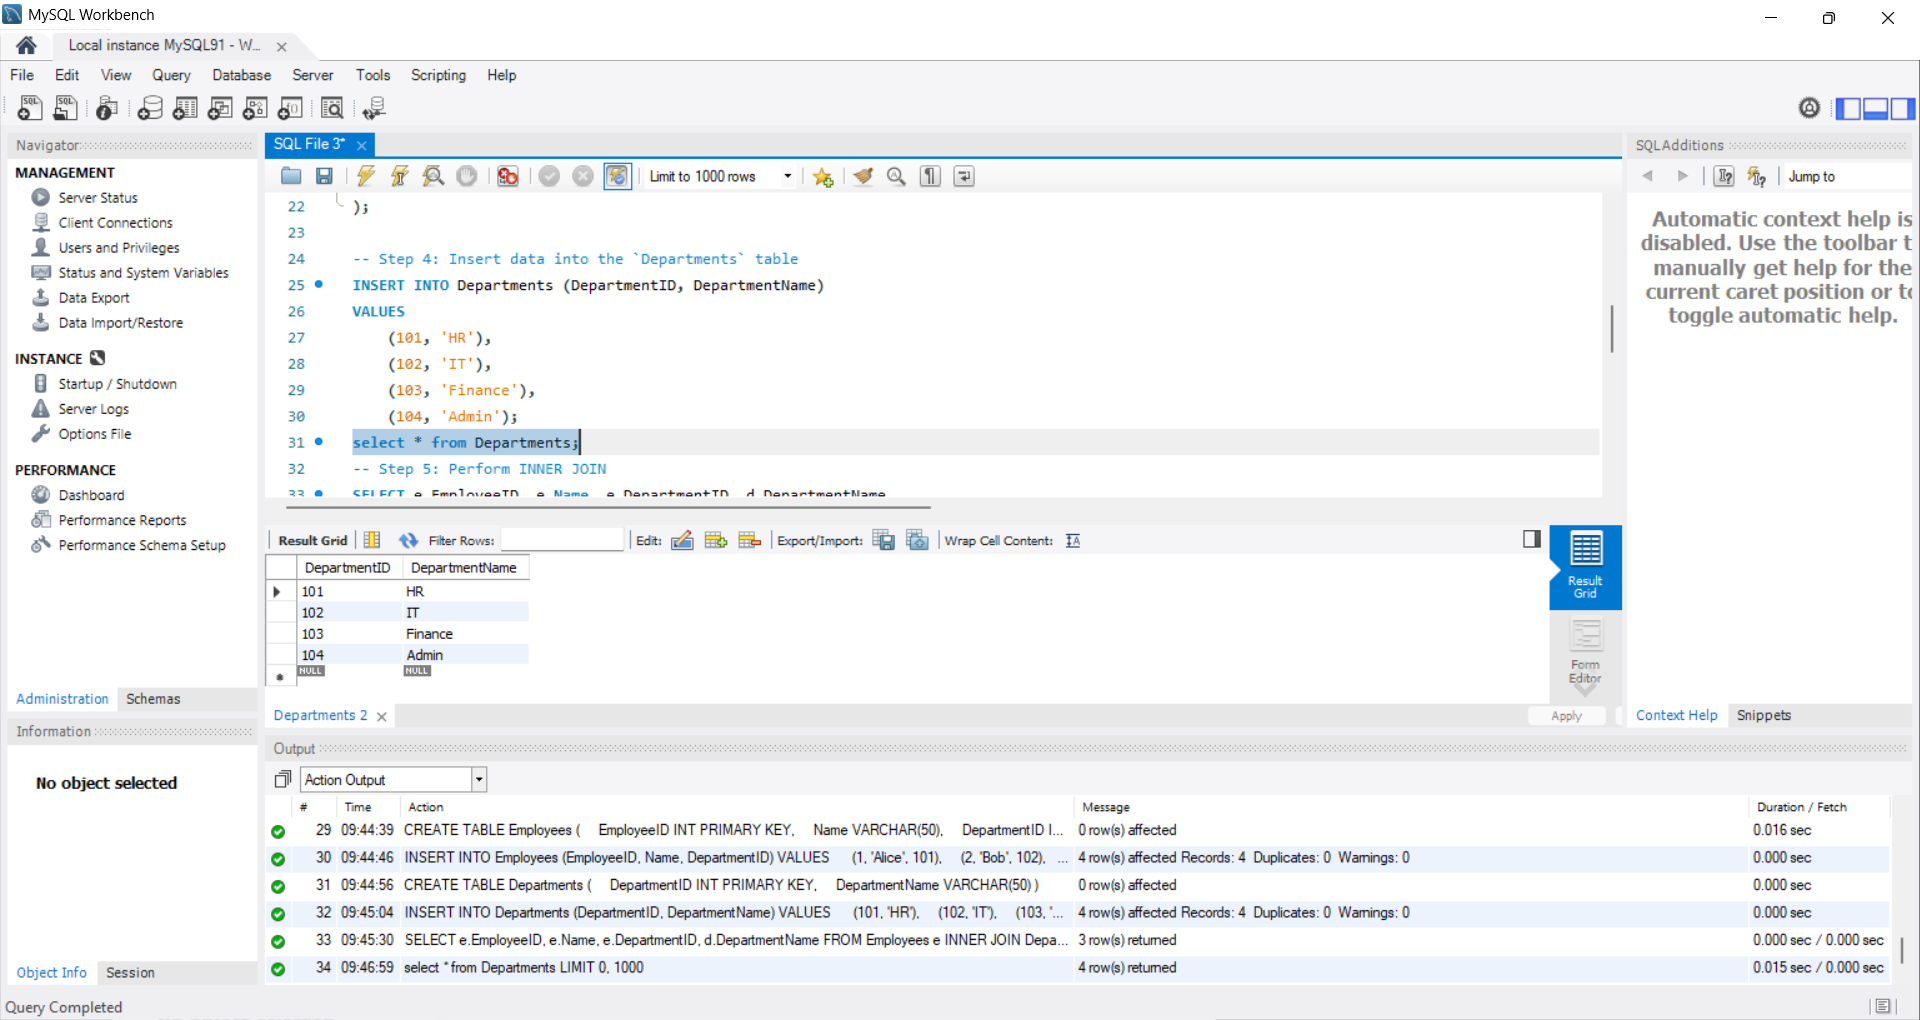 MySQL Workbench
Local instance MySQL91 - W...
File Edit View Query Database Server Tools Scripting Help
Navigator
MANAGEMENT
Server Status
Client Connections
Users and Privileges
Status and System Variables
Data Export
Data Import/Restore
INSTANCE
Startup / Shutdown
Server Logs
Options File
PERFORMANCE
Dashboard
Performance Reports
Performance Schema Setup
Administration Schemas
Information
No object selected
Object Info Session
SQL File 3*
Limit to 1000 rows
22 );
23
24 -- Step 4: Insert data into the `Departments` table
25 INSERT INTO Departments (DepartmentID, DepartmentName)
26 VALUES
27 (101, 'HR'),
28 (102, 'IT'),
29 (103, 'Finance'),
30 (104, 'Admin');
31 select * from Departments;
32 -- Step 5: Perform INNER JOIN
33 SELECT e.EmployeeID, e.Name, e.DepartmentID, d.DepartmentName
Result Grid Filter Rows: Edit: Export/Import: Wrap Cell Content:
DepartmentID DepartmentName
101 HR
102 IT
103 Finance
104 Admin
NULL NULL
Result Grid
Form Editor
Departments 2 Apply
SQLAdditions
Jump to
Automatic context help is
disabled. Use the toolbar t
manually get help for the
current caret position or to
toggle automatic help.
Context Help Snippets
Output
Action Output
# Time Action Message Duration / Fetch
29 09:44:39 CREATE TABLE Employees ( EmployeeID INT PRIMARY KEY, Name VARCHAR(50), DepartmentID I... 0 row(s) affected 0.016 sec
30 09:44:46 INSERT INTO Employees (EmployeeID, Name, DepartmentID) VALUES (1, 'Alice', 101), (2, 'Bob', 102), ... 4 row(s) affected Records: 4 Duplicates: 0 Warnings: 0 0.000 sec
31 09:44:56 CREATE TABLE Departments ( DepartmentID INT PRIMARY KEY, DepartmentName VARCHAR(50) ) 0 row(s) affected 0.000 sec
32 09:45:04 INSERT INTO Departments (DepartmentID, DepartmentName) VALUES (101, 'HR'), (102, 'IT'), (103, '... 4 row(s) affected Records: 4 Duplicates: 0 Warnings: 0 0.000 sec
33 09:45:30 SELECT e.EmployeeID, e.Name, e.DepartmentID, d.DepartmentName FROM Employees e INNER JOIN Depa... 3 row(s) returned 0.000 sec / 0.000 sec
34 09:46:59 select * from Departments LIMIT 0, 1000 4 row(s) returned 0.015 sec / 0.000 sec
Query Completed